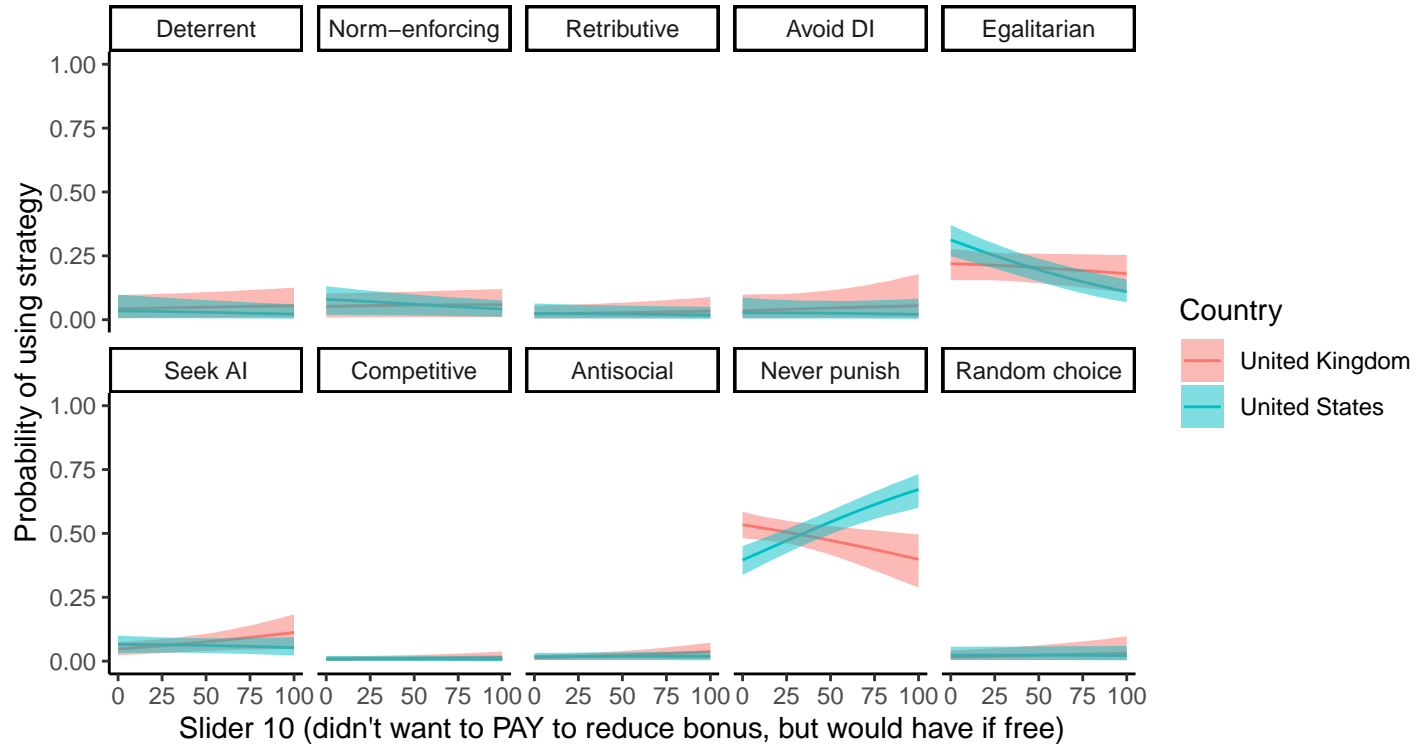 Deterrent
Norm−enforcing
Retributive
Avoid DI
Egalitarian
1.00
0.75
0.50
0.25
0.00
Seek AI
Competitive
Antisocial
Never punish
Random choice
1.00
0.75
0.50
0.25
0.00
0 25 50 75 100
0 25 50 75 100
0 25 50 75 100
0 25 50 75 100
0 25 50 75 100
Slider 10 (didn't want to PAY to reduce bonus, but would have if free)
Probability of using strategy
Country
United Kingdom
United States